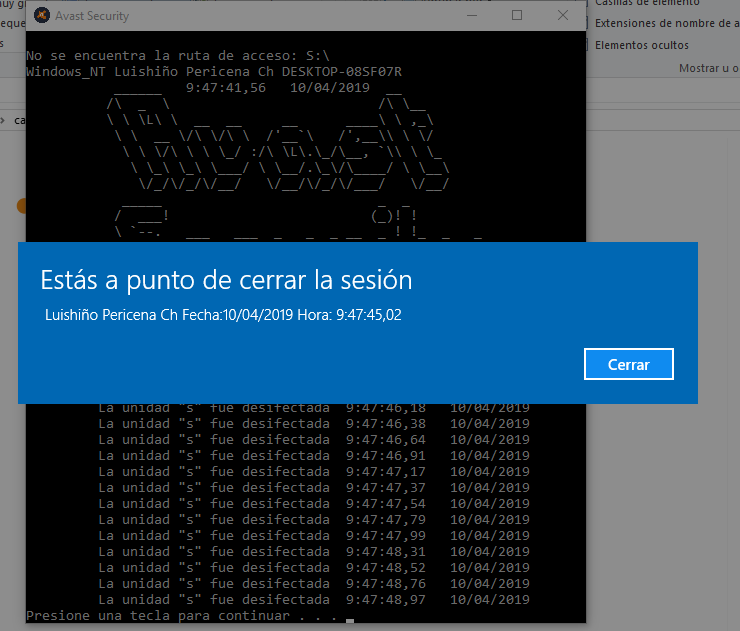 muy gr
Avast Security
Casillas de elemento
eque
Extensiones de nombre de a
s
Elementos ocultos
Mostrar u o
ca
No se encuentra la ruta de acceso: S:\
Windows_NT Luishiño Pericena Ch DESKTOP-08SF07R
9:47:41,56 10/04/2019
Estás a punto de cerrar la sesión
Luishiño Pericena Ch Fecha:10/04/2019 Hora: 9:47:45,02
Cerrar
La unidad "s" fue desifectada 9:47:46,18 10/04/2019
La unidad "s" fue desifectada 9:47:46,38 10/04/2019
La unidad "s" fue desifectada 9:47:46,64 10/04/2019
La unidad "s" fue desifectada 9:47:46,91 10/04/2019
La unidad "s" fue desifectada 9:47:47,17 10/04/2019
La unidad "s" fue desifectada 9:47:47,37 10/04/2019
La unidad "s" fue desifectada 9:47:47,54 10/04/2019
La unidad "s" fue desifectada 9:47:47,79 10/04/2019
La unidad "s" fue desifectada 9:47:47,99 10/04/2019
La unidad "s" fue desifectada 9:47:48,31 10/04/2019
La unidad "s" fue desifectada 9:47:48,52 10/04/2019
La unidad "s" fue desifectada 9:47:48,76 10/04/2019
La unidad "s" fue desifectada 9:47:48,97 10/04/2019
Presione una tecla para continuar . . .